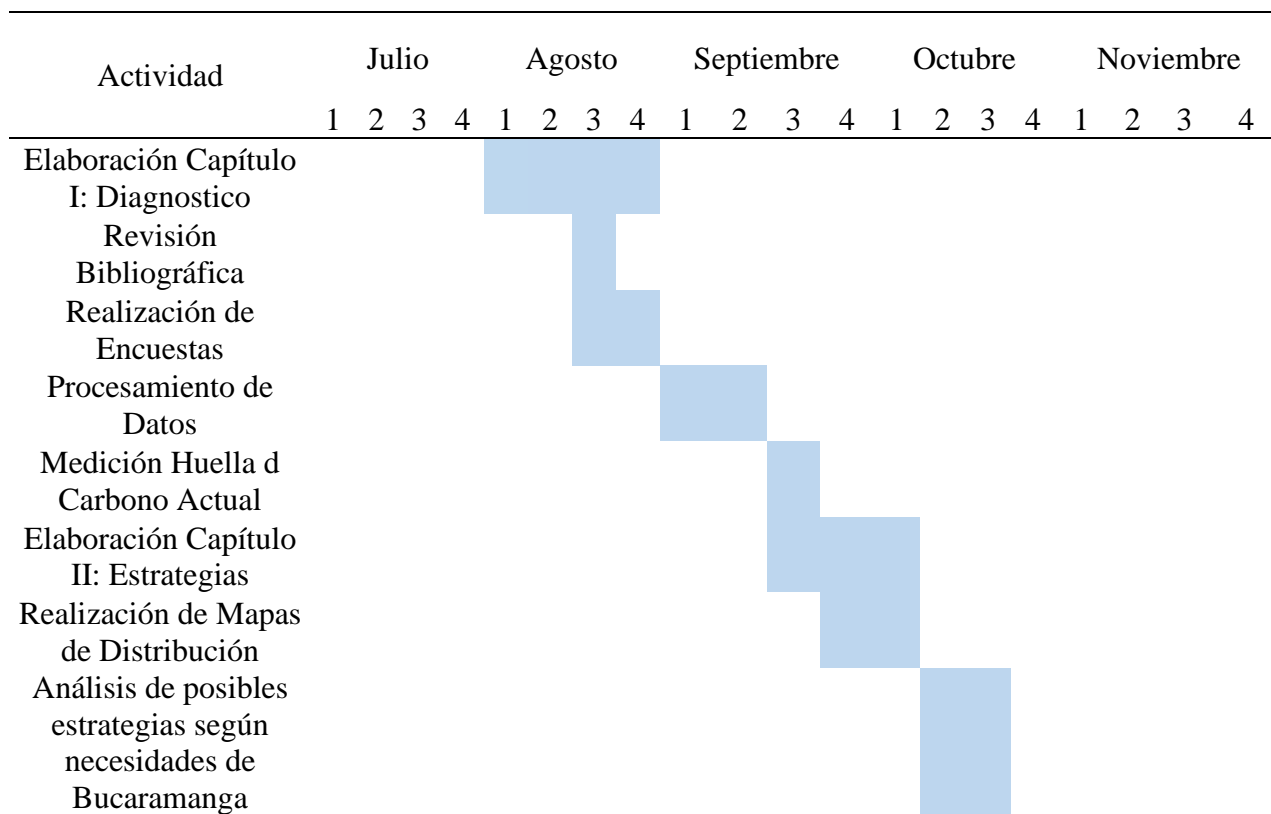 Actividad Julio Agosto Septiembre Octubre Noviembre
1 2 3 4 1 2 3 4 1 2 3 4 1 2 3 4 1 2 3 4
Elaboración Capítulo
I: Diagnostico
Revisión
Bibliográfica
Realización de
Encuestas
Procesamiento de
Datos
Medición Huella d
Carbono Actual
Elaboración Capítulo
II: Estrategias
Realización de Mapas
de Distribución
Análisis de posibles
estrategias según
necesidades de
Bucaramanga